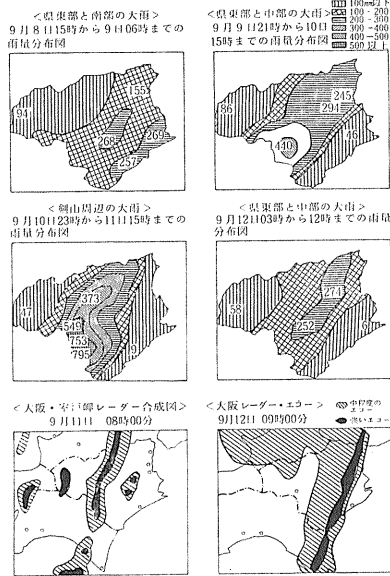 <県東部と南部の大雨>
9月8日15時から9日06時までの
雨量分布図
94
155
268
269
257
<県東部と中部の大雨>
9月9日21時から10日
15時までの雨量分布図
100mm以下
100-200
200-300
300-400
400-500
500以上
86
245
294
440
46
<剣山周辺の大雨>
9月10日23時から11日15時までの
雨量分布図
47
373
549
753
795
9
<県東部と中部の大雨>
9月12日03時から12時までの雨量
分布図
58
274
252
6
<大阪・室戸岬レーダー合成図>
9月11日 08時00分
<大阪レーダー・エコー>
9月12日 09時00分
中程度の
エコー
強いエコー